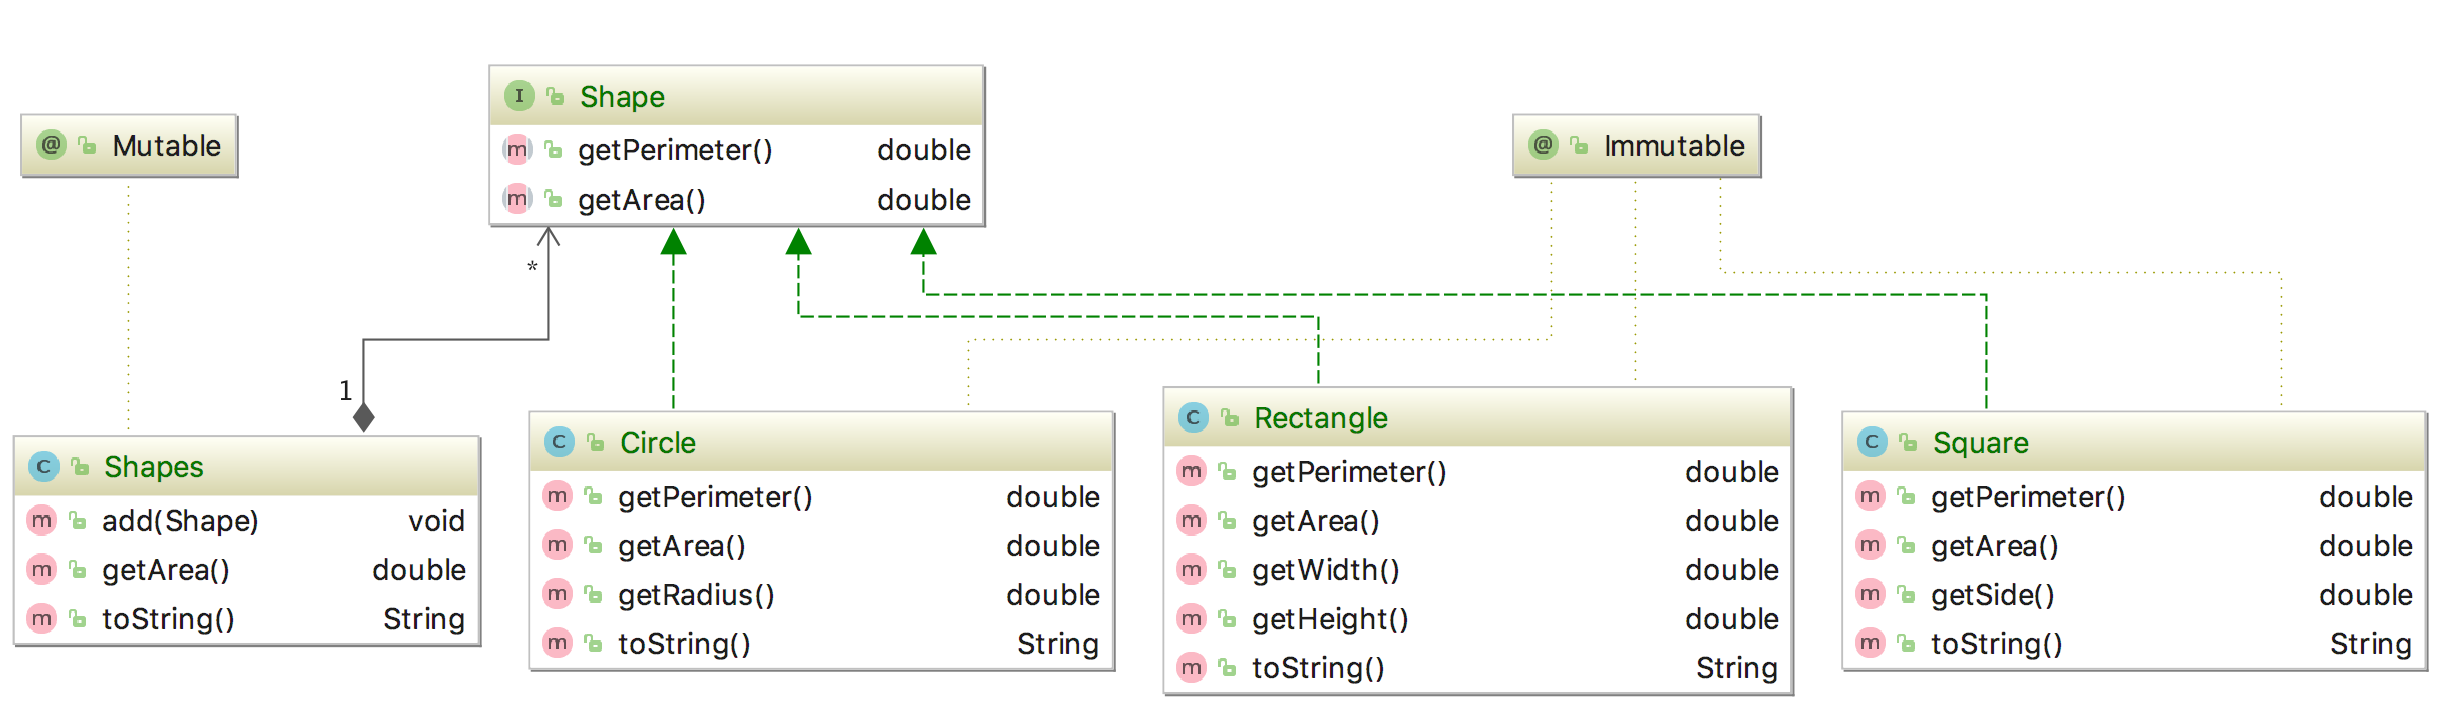 @ Mutable
I Shape
m getPerimeter() double
m getArea() double
@ Immutable
*
1
C Shapes
m add(Shape) void
m getArea() double
m toString() String
C Circle
m getPerimeter() double
m getArea() double
m getRadius() double
m toString() String
C Rectangle
m getPerimeter() double
m getArea() double
m getWidth() double
m getHeight() double
m toString() String
C Square
m getPerimeter() double
m getArea() double
m getSide() double
m toString() String